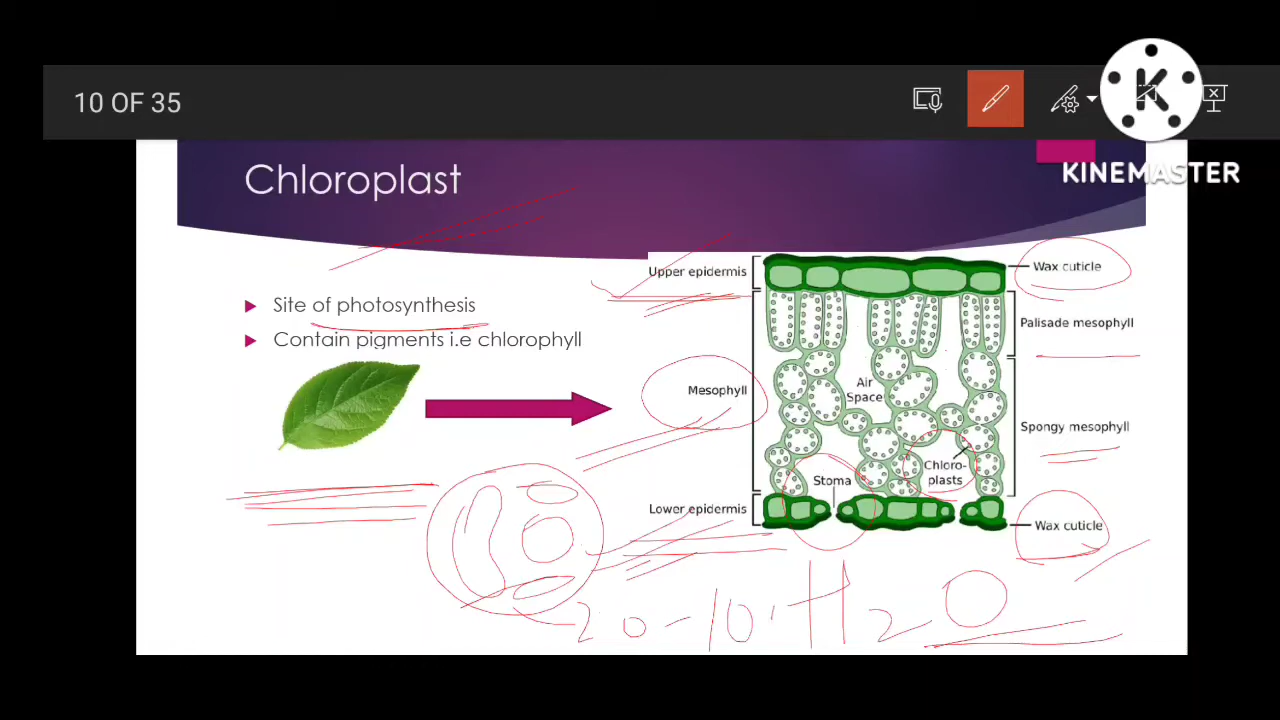 10 OF 35
K
KINEMASTER
Chloroplast
Site of photosynthesis
Contain pigments i.e chlorophyll
Upper epidermis
Mesophyll
Lower epidermis
Air
Space
Stoma
Chloro-
plasts
Wax cuticle
Palisade mesophyll
Spongy mesophyll
Wax cuticle
H2O